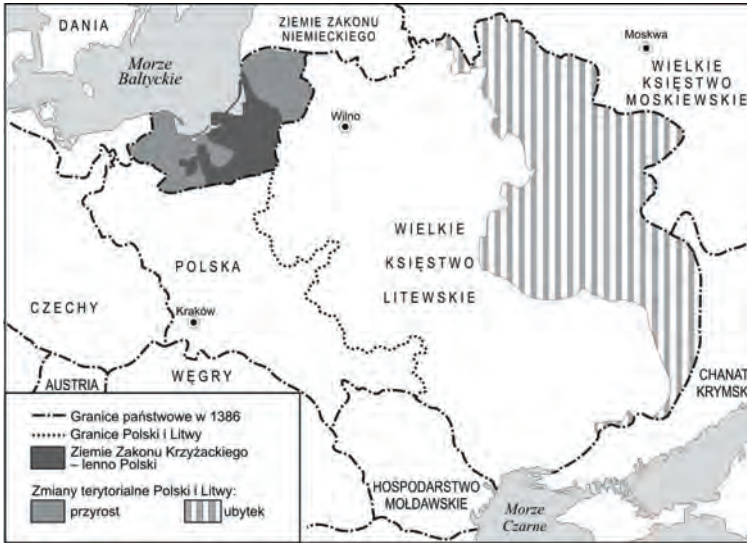 DANIA
Morze
Bałtyckie
ZIEMIE ZAKONU
NIEMIECKIEGO
Moskwa
WIELKIE
KSIĘSTWO
MOSKIEWSKIE
Wilno
WIELKIE
KSIĘSTWO
LITEWSKIE
POLSKA
CZECHY
Kraków
AUSTRIA
WĘGRY
CHANAT
KRYMSK
HOSPODARSTWO
MOŁDAWSKIE
Morze
Czarne
Granice państwowe w 1386
Granice Polski i Litwy
Ziemie Zakonu Krzyżackiego
– lenno Polski
Zmiany terytorialne Polski i Litwy:
przyrost
ubytek